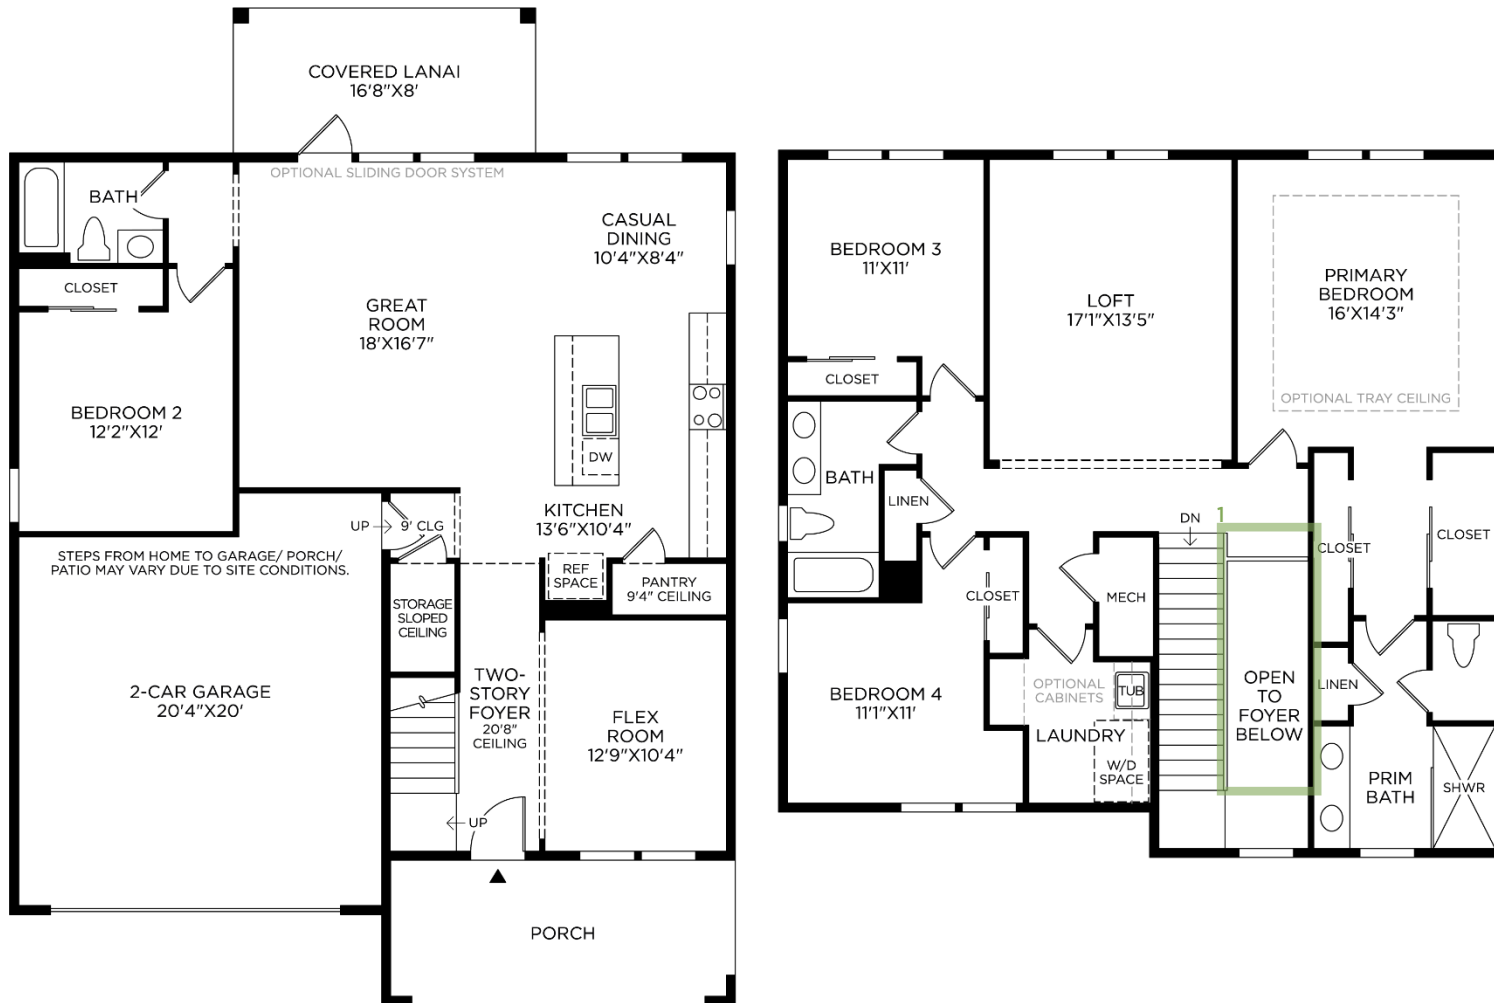 COVERED LANAI
16'8"X8'
OPTIONAL SLIDING DOOR SYSTEM
BATH
CASUAL
DINING
10'4"X8'4"
CLOSET
GREAT
ROOM
18'X16'7"
BEDROOM 2
12'2"X12'
DW
KITCHEN
13'6"X10'4"
UP
9' CLG
STEPS FROM HOME TO GARAGE/ PORCH/
PATIO MAY VARY DUE TO SITE CONDITIONS.
REF
SPACE
PANTRY
9'4" CEILING
STORAGE
SLOPED
CEILING
2-CAR GARAGE
20'4"X20'
TWO-
STORY
FOYER
20'8"
CEILING
FLEX
ROOM
12'9"X10'4"
UP
PORCH
BEDROOM 3
11'X11'
LOFT
17'1"X13'5"
PRIMARY
BEDROOM
16'X14'3"
OPTIONAL TRAY CEILING
CLOSET
BATH
LINEN
DN
1
CLOSET
CLOSET
CLOSET
MECH
BEDROOM 4
11'1"X11'
OPTIONAL
CABINETS
TUB
LAUNDRY
W/D
SPACE
OPEN
TO
FOYER
BELOW
LINEN
PRIM
BATH
SHWR